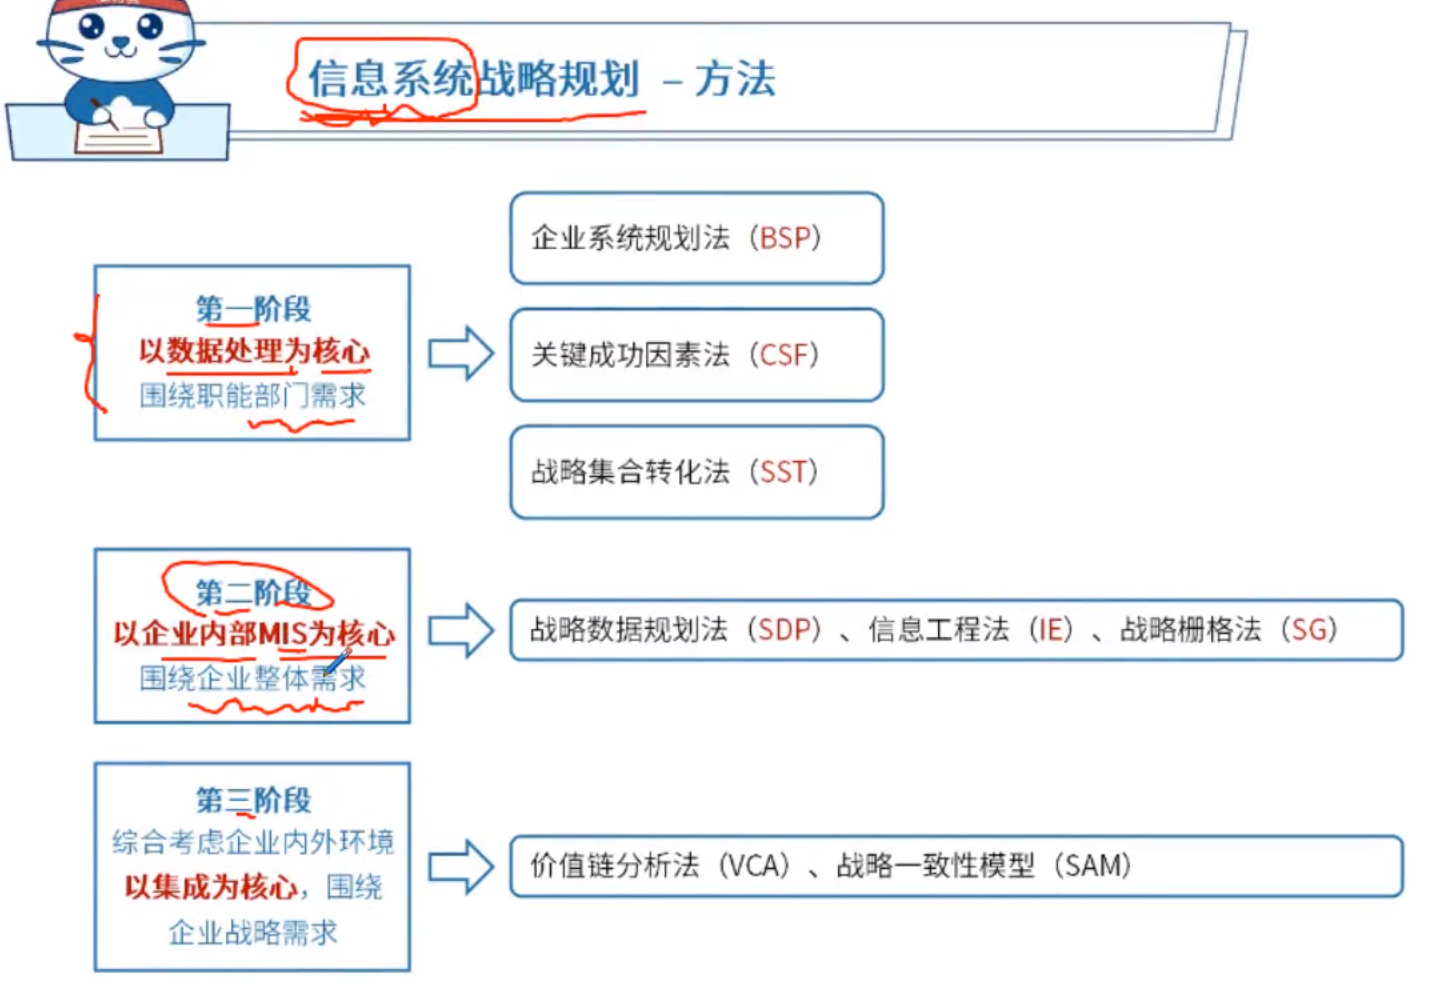 信息系统战略规划 – 方法
企业系统规划法（BSP）
关键成功因素法（CSF）
战略集合转化法（SST）
第一阶段
以数据处理为核心
围绕职能部门需求
第二阶段
以企业内部MIS为核心
围绕企业整体需求
战略数据规划法（SDP）、信息工程法（IE）、战略栅格法（SG）
第三阶段
综合考虑企业内外环境
以集成为核心，围绕
企业战略需求
价值链分析法（VCA）、战略一致性模型（SAM）